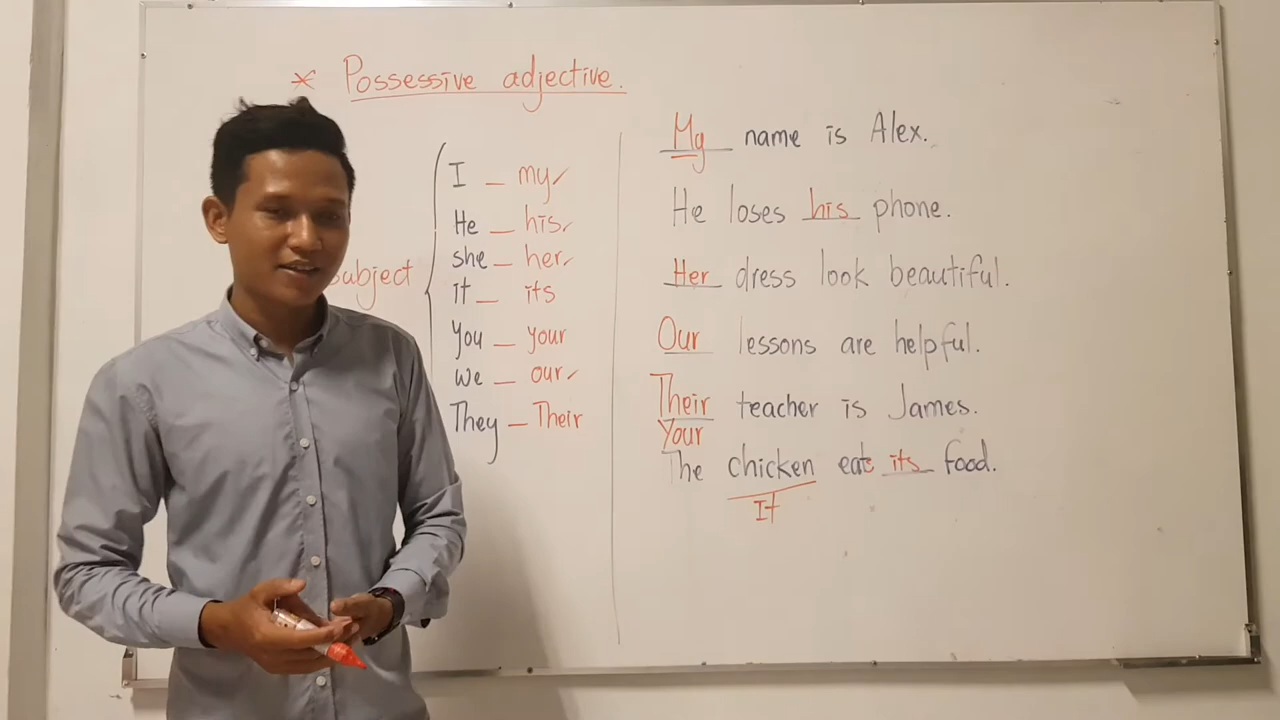 * Possessive adjective.
Subject
I - my
He - his
she - her
it - its
You - your
we - our
They - Their
My name is Alex.
He loses his phone.
Her dress look beautiful.
Our lessons are helpful.
Their teacher is James.
Your
The chicken eat its food.
It